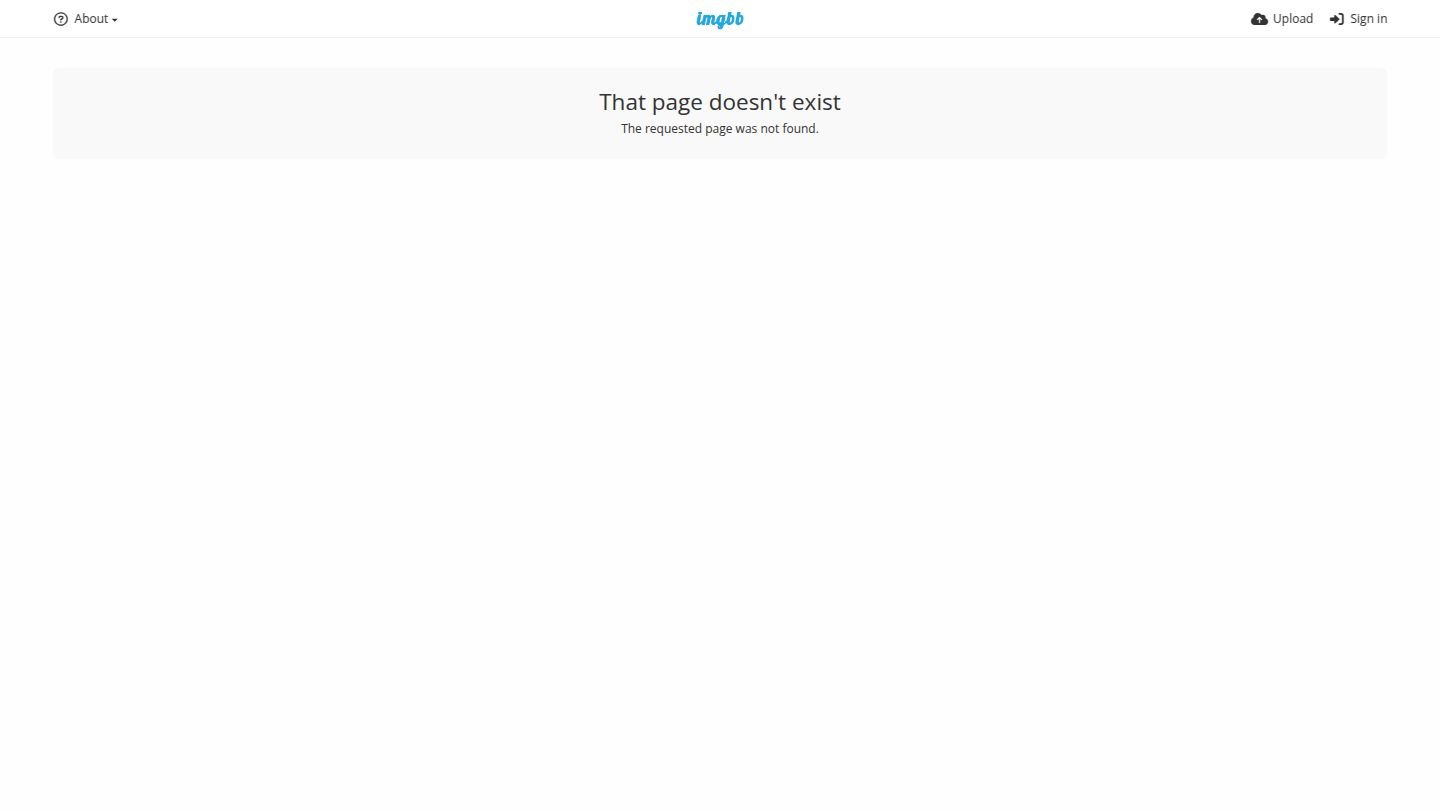 About
imgbb
Upload
Sign in
That page doesn't exist
The requested page was not found.